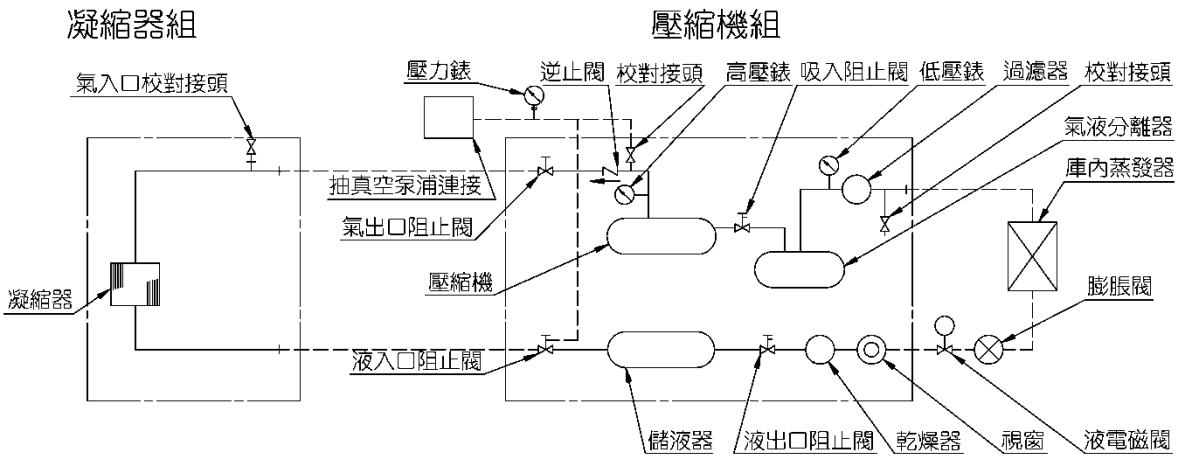 凝縮器組
壓縮機組
氣入口校對接頭
壓力錶
逆止閥
校對接頭
高壓錶
吸入阻止閥
低壓錶
過濾器
校對接頭
氣液分離器
庫內蒸發器
抽真空泵浦連接
氣出口阻止閥
壓縮機
凝縮器
膨脹閥
液入口阻止閥
儲液器
液出口阻止閥
乾燥器
視窗
液電磁閥